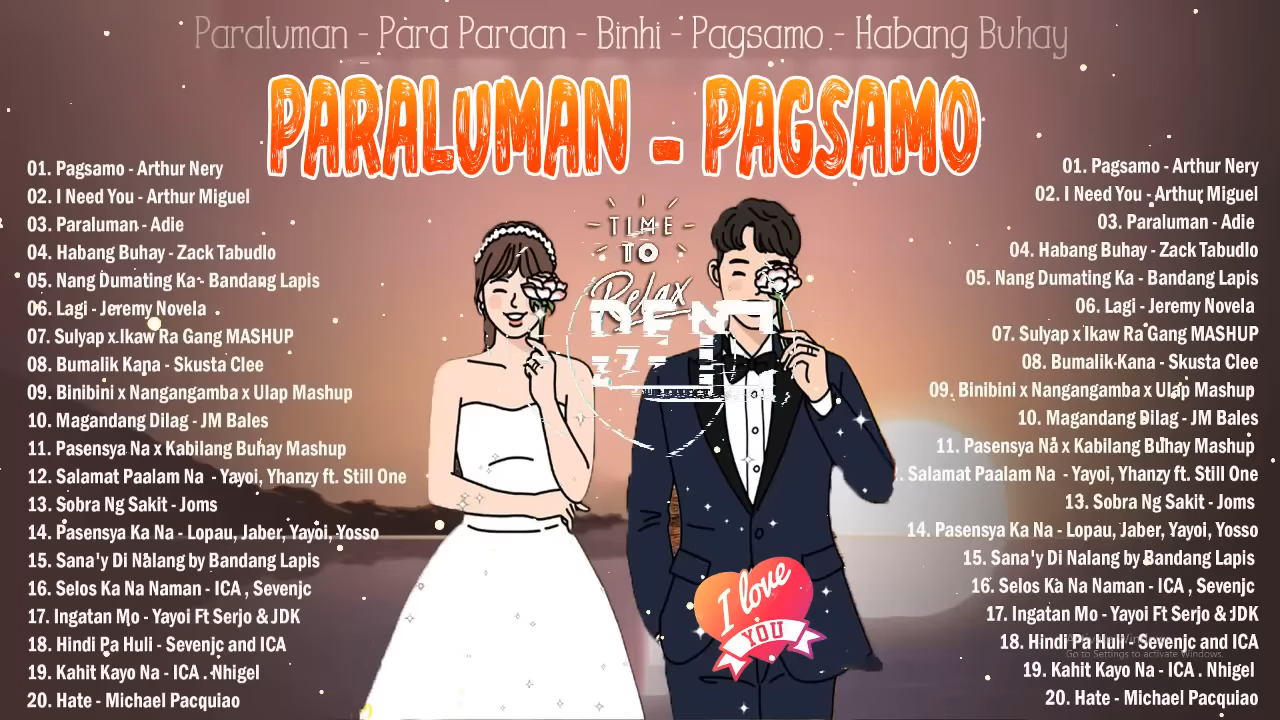 Paraluman - Para Paraan - Binhi - Pagsamo - Habang Buhay
PARALUMAN - PAGSAMO
01. Pagsamo - Arthur Nery
02. I Need You - Arthur Miguel
03. Paraluman - Adie
04. Habang Buhay - Zack Tabudlo
05. Nang Dumating Ka - Bandang Lapis
06. Lagi - Jeremy Novela
07. Sulyap x Ikaw Ra Gang MASHUP
08. Bumalik Kana - Skusta Clee
09. Binibini x Nangangamba x Ulap Mashup
10. Magandang Dilag - JM Bales
11. Pasensya Na x Kabilang Buhay Mashup
12. Salamat Paalam Na - Yayoi, Yhanzy ft. Still One
13. Sobra Ng Sakit - Joms
14. Pasensya Ka Na - Lopau, Jaber, Yayoi, Yosso
15. Sana'y Di Nalang by Bandang Lapis
16. Selos Ka Na Naman - ICA , Sevenjc
17. Ingatan Mo - Yayoi Ft Serjo & JDK
18. Hindi Pa Huli - Sevenjc and ICA
19. Kahit Kayo Na - ICA . Nhigel
20. Hate - Michael Pacquiao
TIME
TO
Relax
I love
YOU
01. Pagsamo - Arthur Nery
02. I Need You - Arthur Miguel
03. Paraluman - Adie
04. Habang Buhay - Zack Tabudlo
05. Nang Dumating Ka - Bandang Lapis
06. Lagi - Jeremy Novela
07. Sulyap x Ikaw Ra Gang MASHUP
08. Bumalik Kana - Skusta Clee
09. Binibini x Nangangamba x Ulap Mashup
10. Magandang Dilag - JM Bales
11. Pasensya Na x Kabilang Buhay Mashup
. Salamat Paalam Na - Yayoi, Yhanzy ft. Still One
13. Sobra Ng Sakit - Joms
14. Pasensya Ka Na - Lopau, Jaber, Yayoi, Yosso
15. Sana'y Di Nalang by Bandang Lapis
16. Selos Ka Na Naman - ICA , Sevenjc
17. Ingatan Mo - Yayoi Ft Serjo & JDK
18. Hindi Pa Huli - Sevenjc and ICA
Go to Settings to activate Windows.
19. Kahit Kayo Na - ICA . Nhigel
20. Hate - Michael Pacquiao